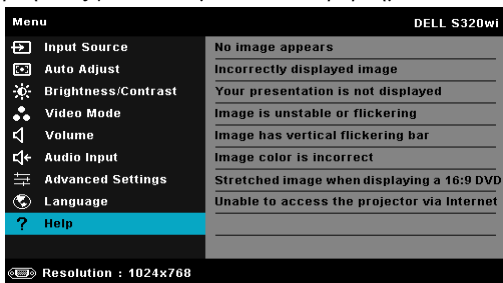 Menu
DELL S320wi
Input Source
Auto Adjust
Brightness/Contrast
Video Mode
Volume
Audio Input
Advanced Settings
Language
? Help
No image appears
Incorrectly displayed image
Your presentation is not displayed
Image is unstable or flickering
Image has vertical flickering bar
Image color is incorrect
Stretched image when displaying a 16:9 DVD
Unable to access the projector via Internet
Resolution : 1024x768